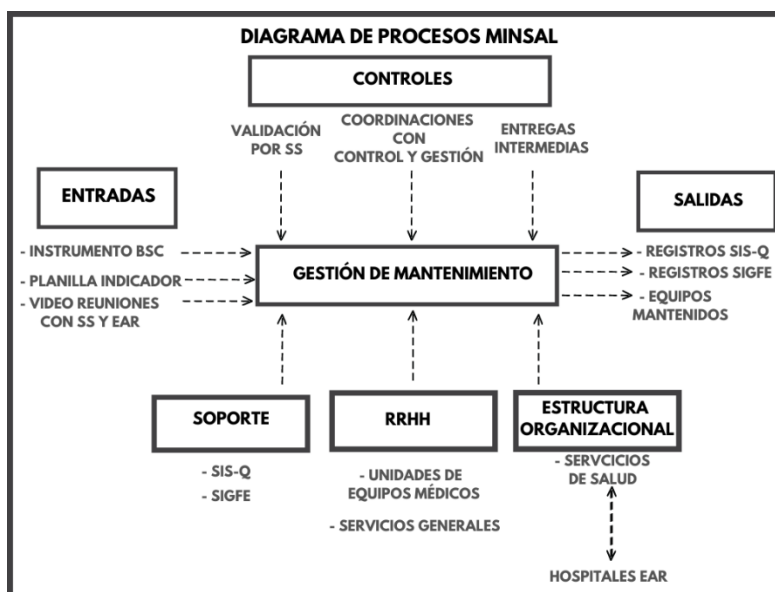 DIAGRAMA DE PROCESOS MINSAL
CONTROLES
VALIDACIÓN
POR SS
COORDINACIONES
CON
CONTROL Y GESTIÓN
ENTREGAS
INTERMEDIAS
ENTRADAS
- INSTRUMENTO BSC
- PLANILLA INDICADOR
- VIDEO REUNIONES
CON SS Y EAR
GESTIÓN DE MANTENIMIENTO
SALIDAS
- REGISTROS SIS-Q
- REGISTROS SIGFE
- EQUIPOS
MANTENIDOS
SOPORTE
- SIS-Q
- SIGFE
RRHH
- UNIDADES DE
EQUIPOS MÉDICOS
- SERVICIOS GENERALES
ESTRUCTURA
ORGANIZACIONAL
- SERVCICIOS
DE SALUD
HOSPITALES EAR